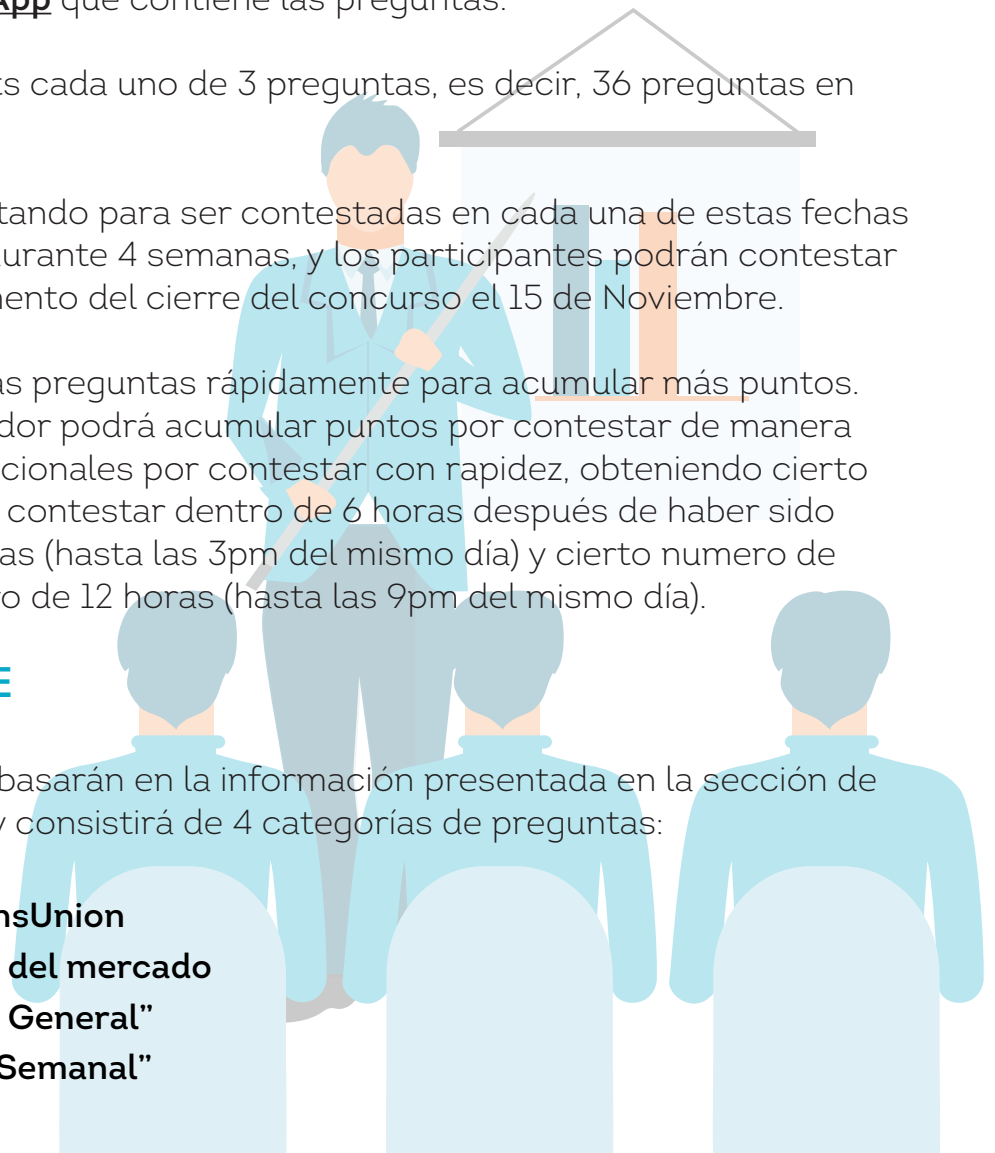 App que contiene las preguntas.
ts cada uno de 3 preguntas, es decir, 36 preguntas en
tando para ser contestadas en cada una de estas fechas
durante 4 semanas, y los participantes podrán contestar
mento del cierre del concurso el 15 de Noviembre.
as preguntas rápidamente para acumular más puntos.
dor podrá acumular puntos por contestar de manera
cionales por contestar con rapidez, obteniendo cierto
contestar dentro de 6 horas después de haber sido
as (hasta las 3pm del mismo día) y cierto numero de
ro de 12 horas (hasta las 9pm del mismo día).
E
basarán en la información presentada en la sección de
y consistirá de 4 categorías de preguntas:
nsUnion
del mercado
General”
Semanal”